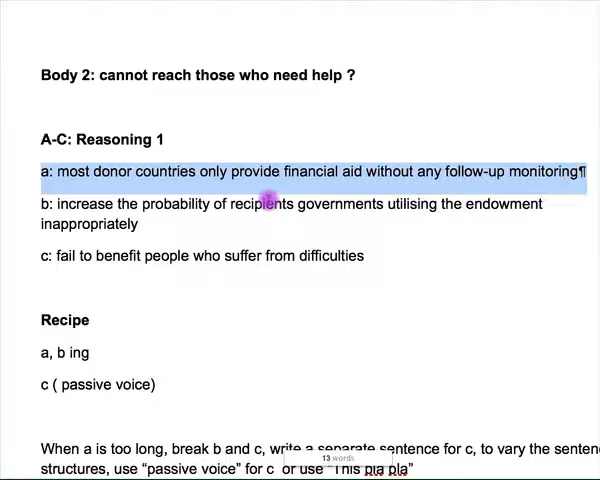 Body 2: cannot reach those who need help ?
A-C: Reasoning 1
a: most donor countries only provide financial aid without any follow-up monitoring¶
b: increase the probability of recipients governments utilising the endowment
inappropriately
c: fail to benefit people who suffer from difficulties
Recipe
a, b ing
c ( passive voice)
When a is too long, break b and c, write a separate sentence for c, to vary the senten
structures, use “passive voice” for c or use “This pla pla”
13 words